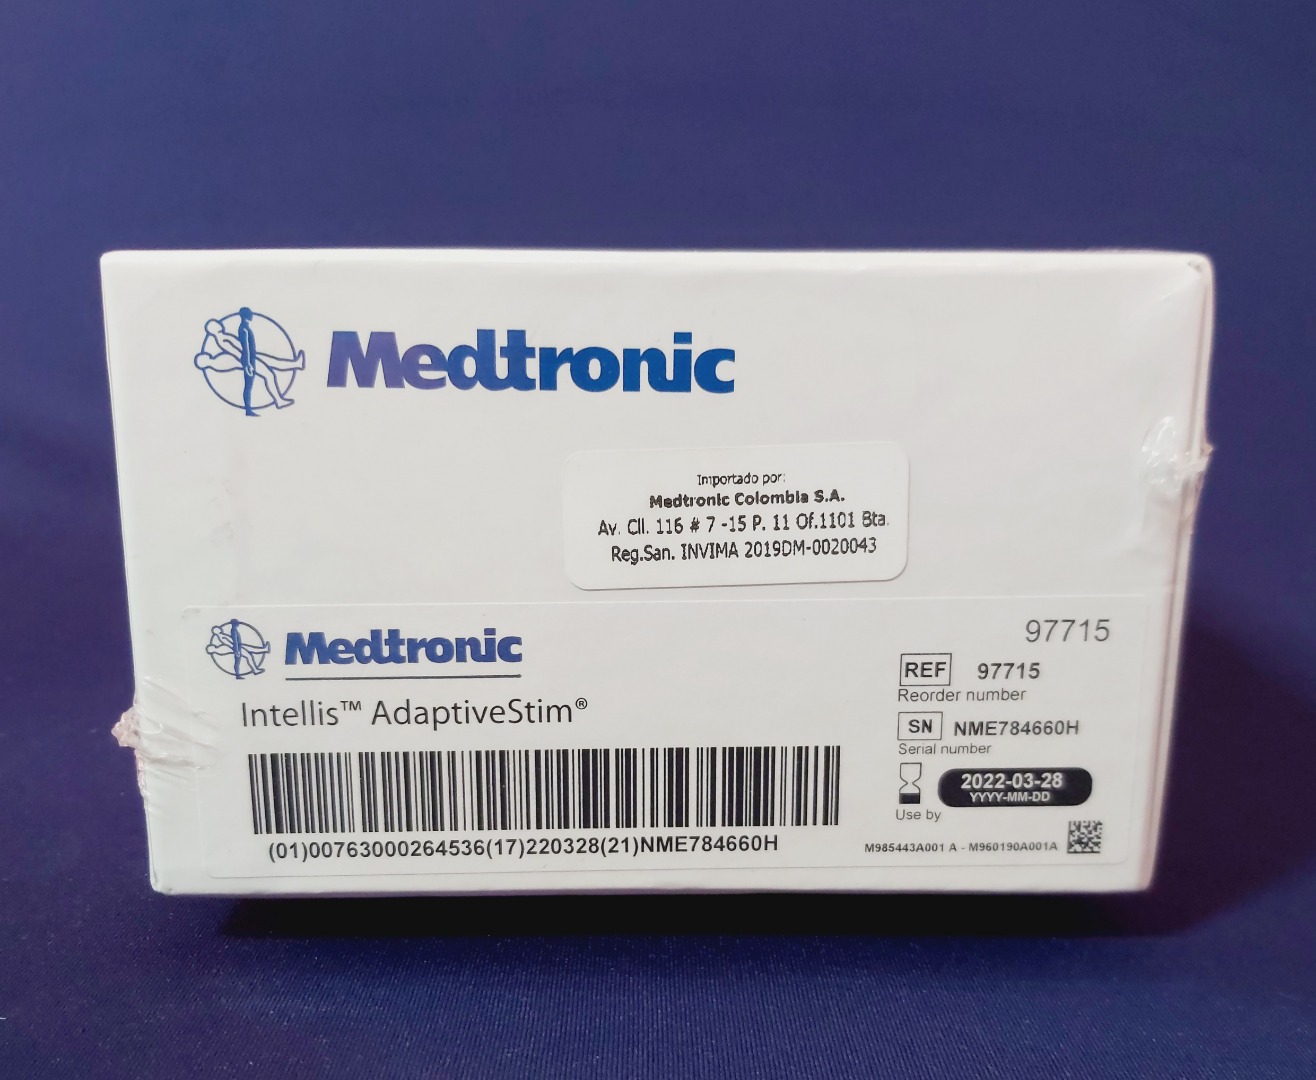 Medtronic
Importado por:
Medtronic Colombia S.A.
Av. Cll. 116 # 7 -15 P. 11 Of.1101 Bta.
Reg.San. INVIMA 2019DM-0020043
Medtronic
97715
Intellis™ AdaptiveStim®
REF 97715
Reorder number
SN NME784660H
Serial number
2022-03-28
YYYY-MM-DD
Use by
(01)00763000264536(17)220328(21)NME784660H
M985443A001 A - M960190A001A